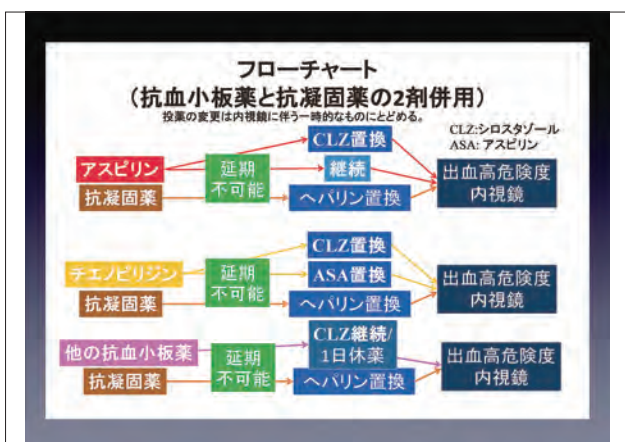 フローチャート
(抗血小板薬と抗凝固薬の2剤併用)
投薬の変更は内視鏡に伴う一時的なものにとどめる。
CLZ:シロスタゾール
ASA: アスピリン
アスピリン
抗凝固薬
延期
不可能
CLZ置換
継続
ヘパリン置換
出血高危険度
内視鏡
チエノピリジン
抗凝固薬
延期
不可能
CLZ置換
ASA置換
ヘパリン置換
出血高危険度
内視鏡
他の抗血小板薬
抗凝固薬
延期
不可能
CLZ継続/
1日休薬
ヘパリン置換
出血高危険度
内視鏡